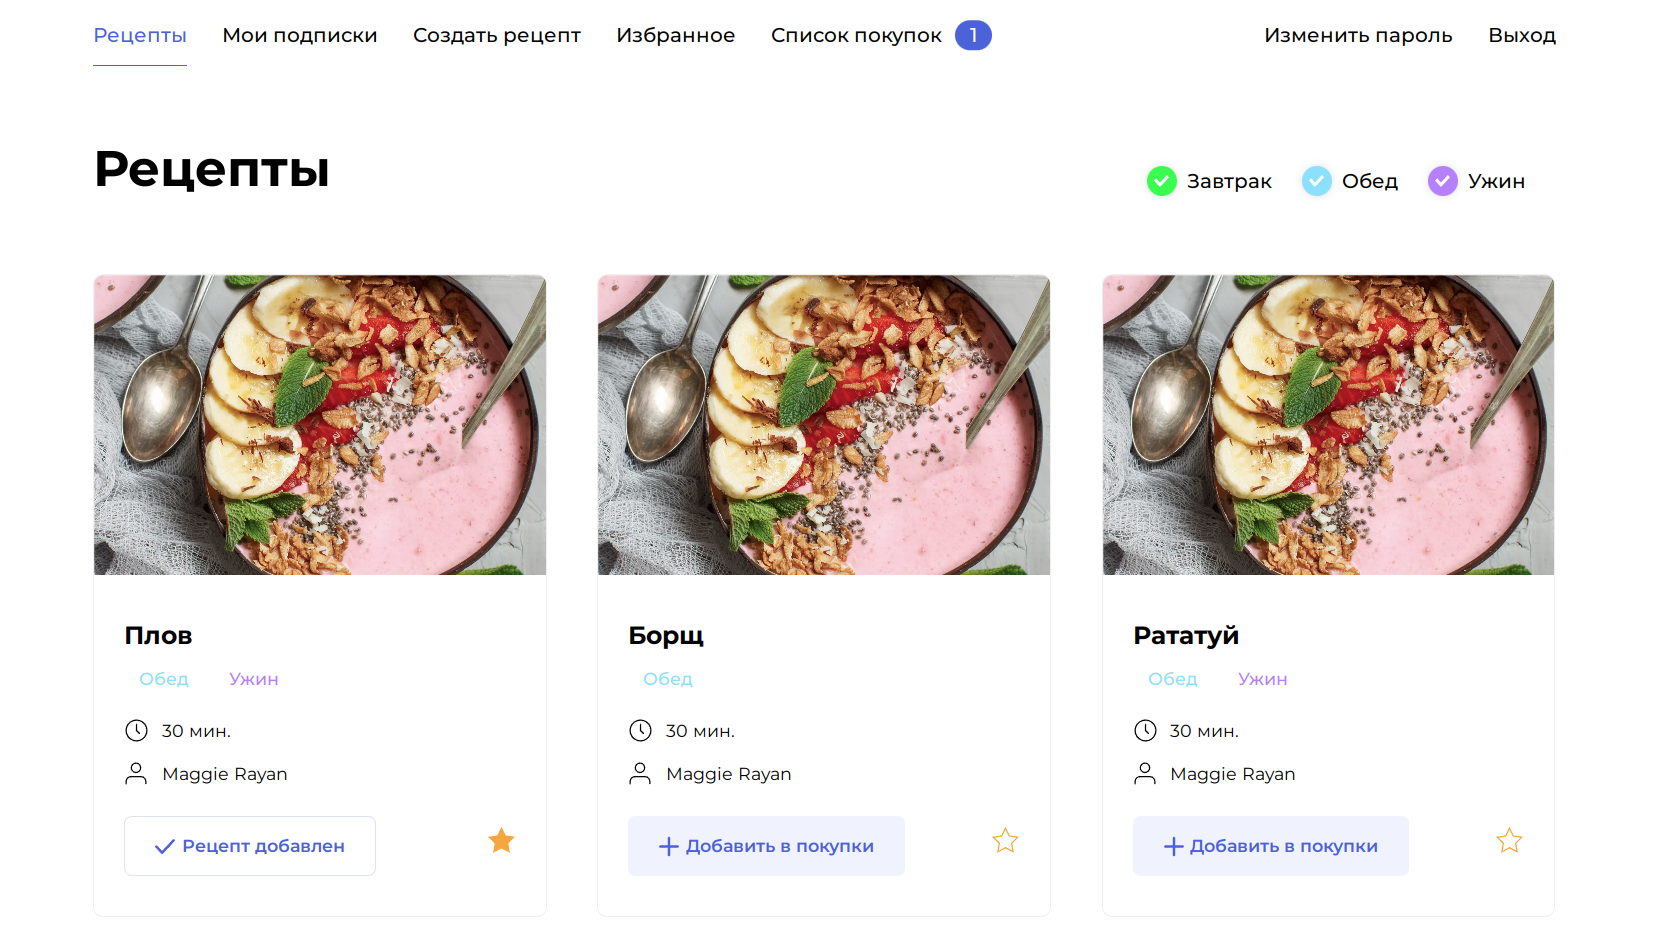 Рецепты Мои подписки Создать рецепт Избранное Список покупок 1 Изменить пароль Выход
Рецепты
Завтрак Обед Ужин
Плов
Обед Ужин
30 мин.
Maggie Rayan
Рецепт добавлен
Борщ
Обед
30 мин.
Maggie Rayan
Добавить в покупки
Рататуй
Обед Ужин
30 мин.
Maggie Rayan
Добавить в покупки